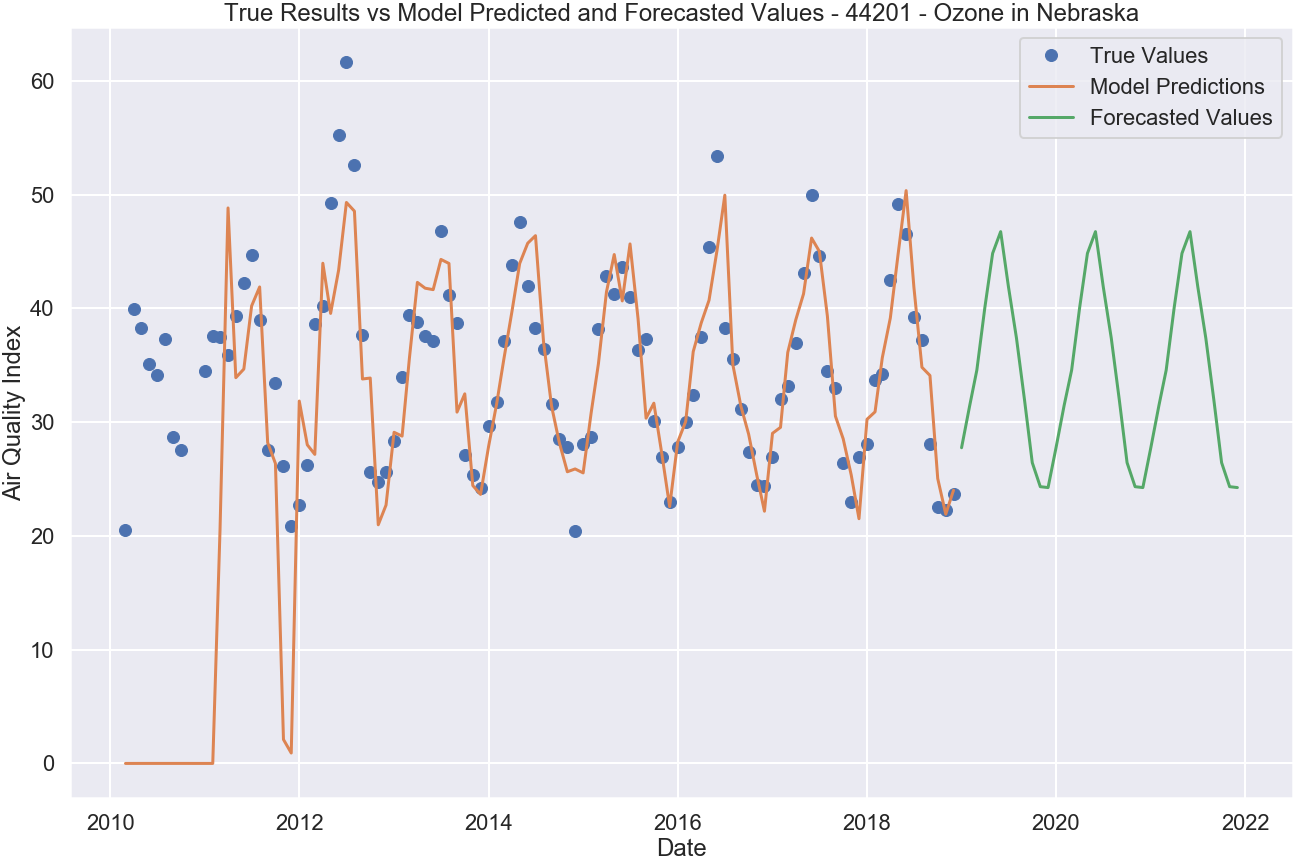 True Results vs Model Predicted and Forecasted Values - 44201 - Ozone in Nebraska
True Values
Model Predictions
Forecasted Values
Air Quality Index
60
50
40
30
20
10
0
2010 2012 2014 2016 2018 2020 2022
Date